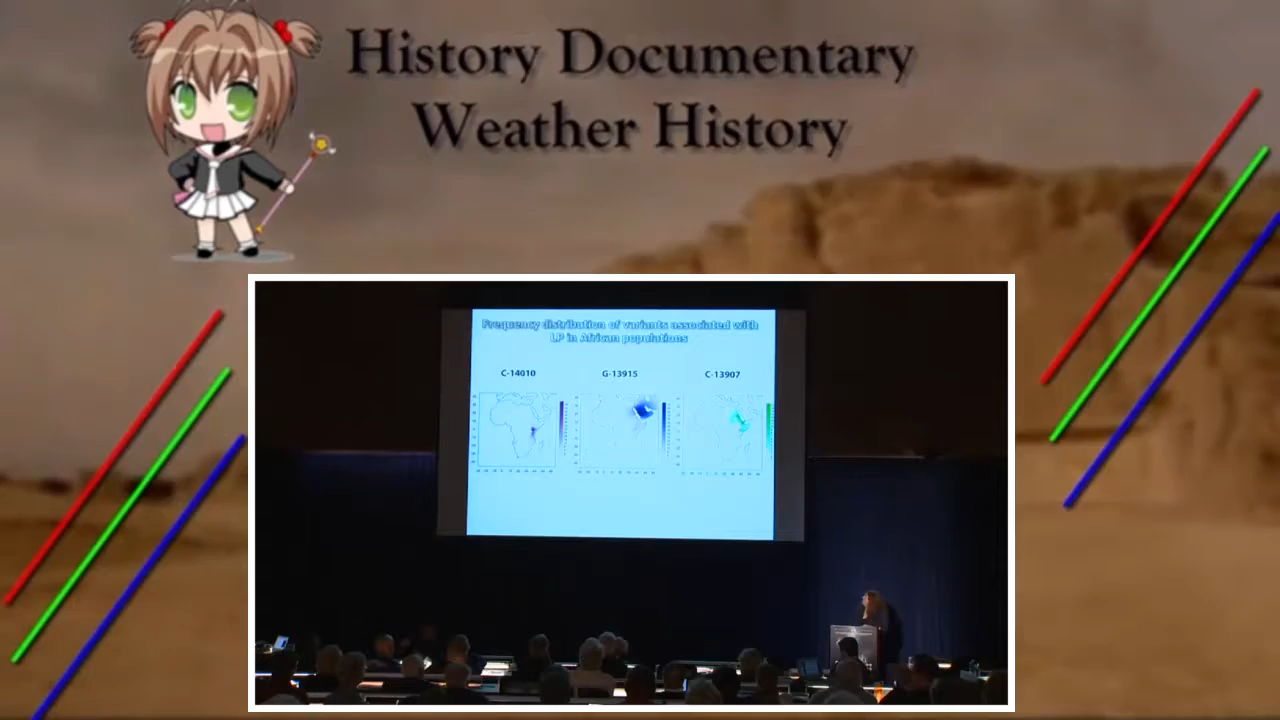 History Documentary
Weather History
Frequency distribution of variants associated with
LP in African populations
C-14010
G-13915
C-13907